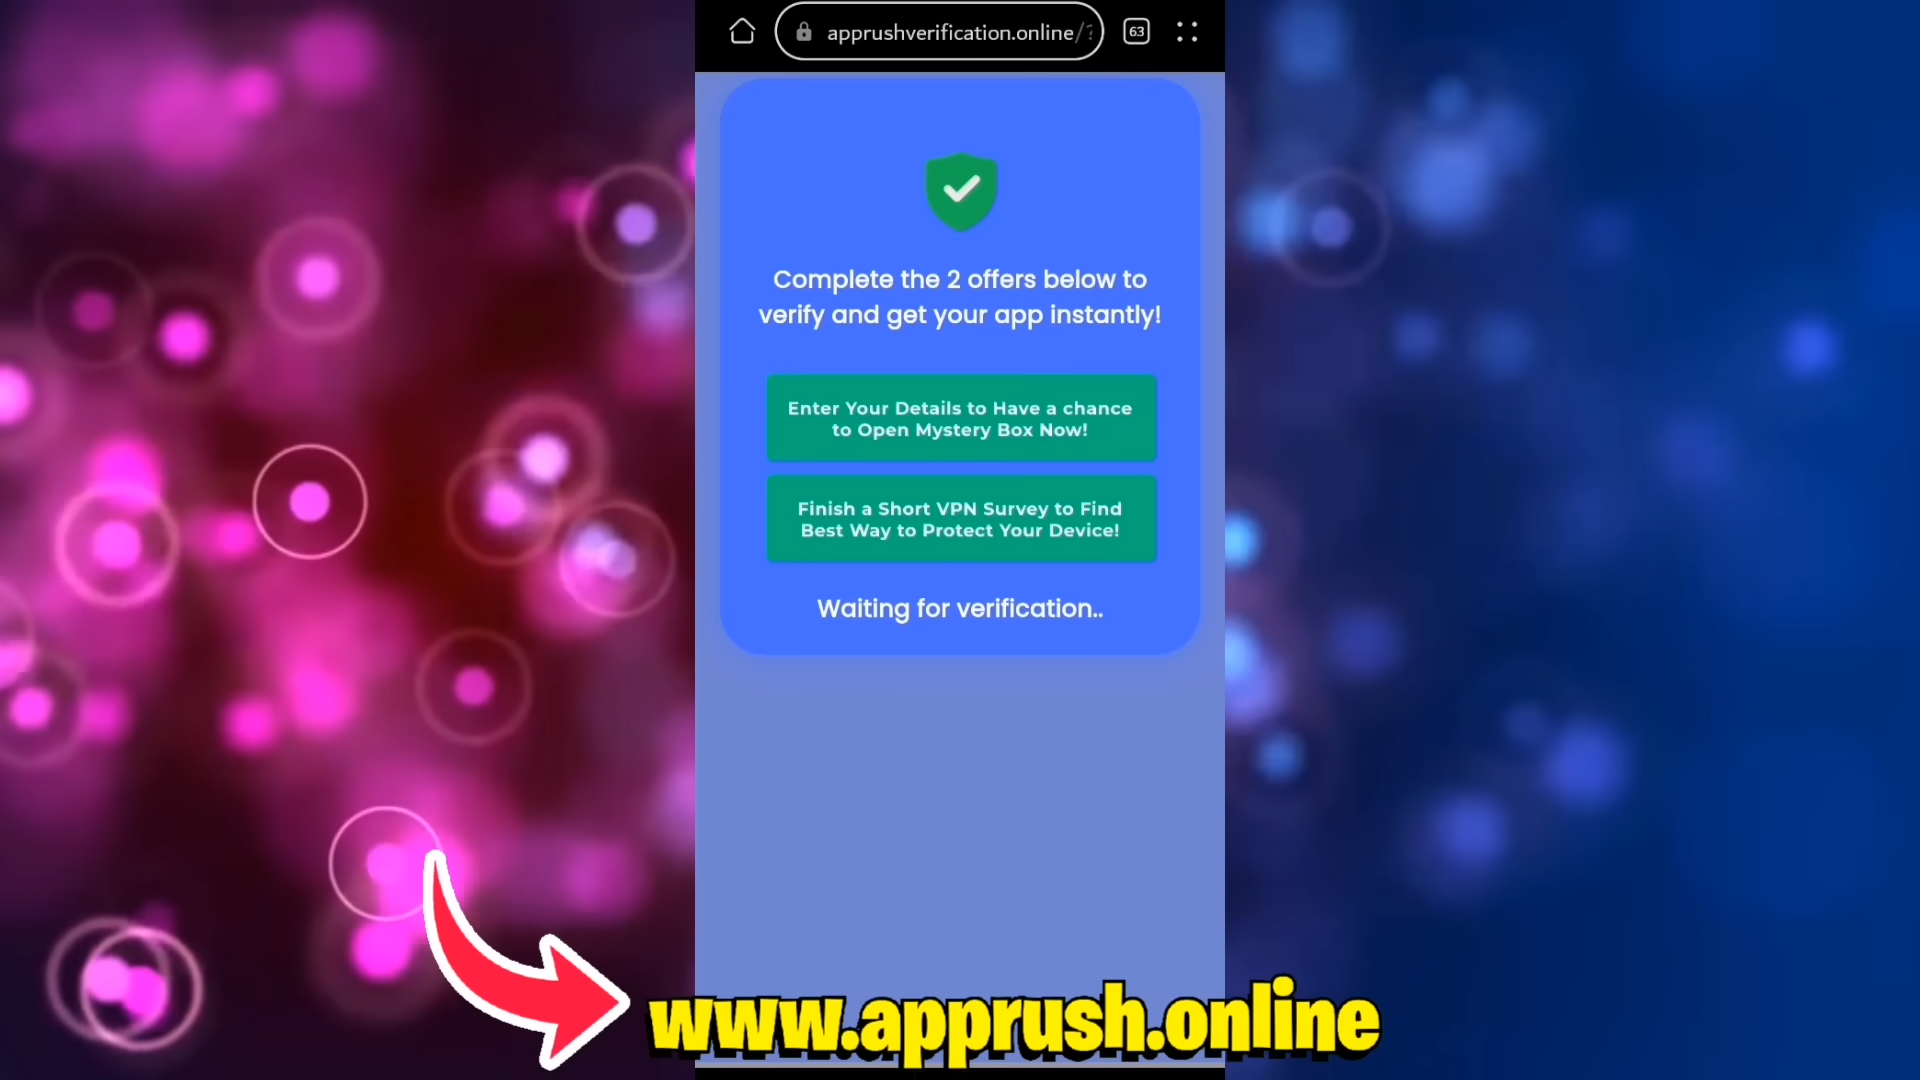 apprushverification.online/?
63
Complete the 2 offers below to
verify and get your app instantly!
Enter Your Details to Have a chance
to Open Mystery Box Now!
Finish a Short VPN Survey to Find
Best Way to Protect Your Device!
Waiting for verification..
www.apprush.online